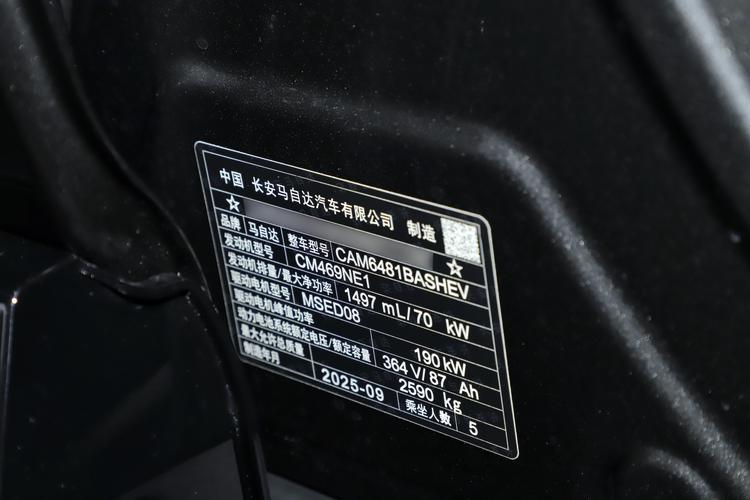 中国 长安马自达汽车有限公司 制造
☆ ☆
品牌 马自达 整车型号 CAM6481BASHEV
发动机型号 CM469NE1
发动机排量/最大净功率 1497 mL/70 kW
驱动电机型号 MSED08
驱动电机峰值功率 190 kW
动力电池系统额定电压/额定容量 364 V/87 Ah
最大允许总质量 2590 kg
制造年月 2025-09 乘坐人数 5